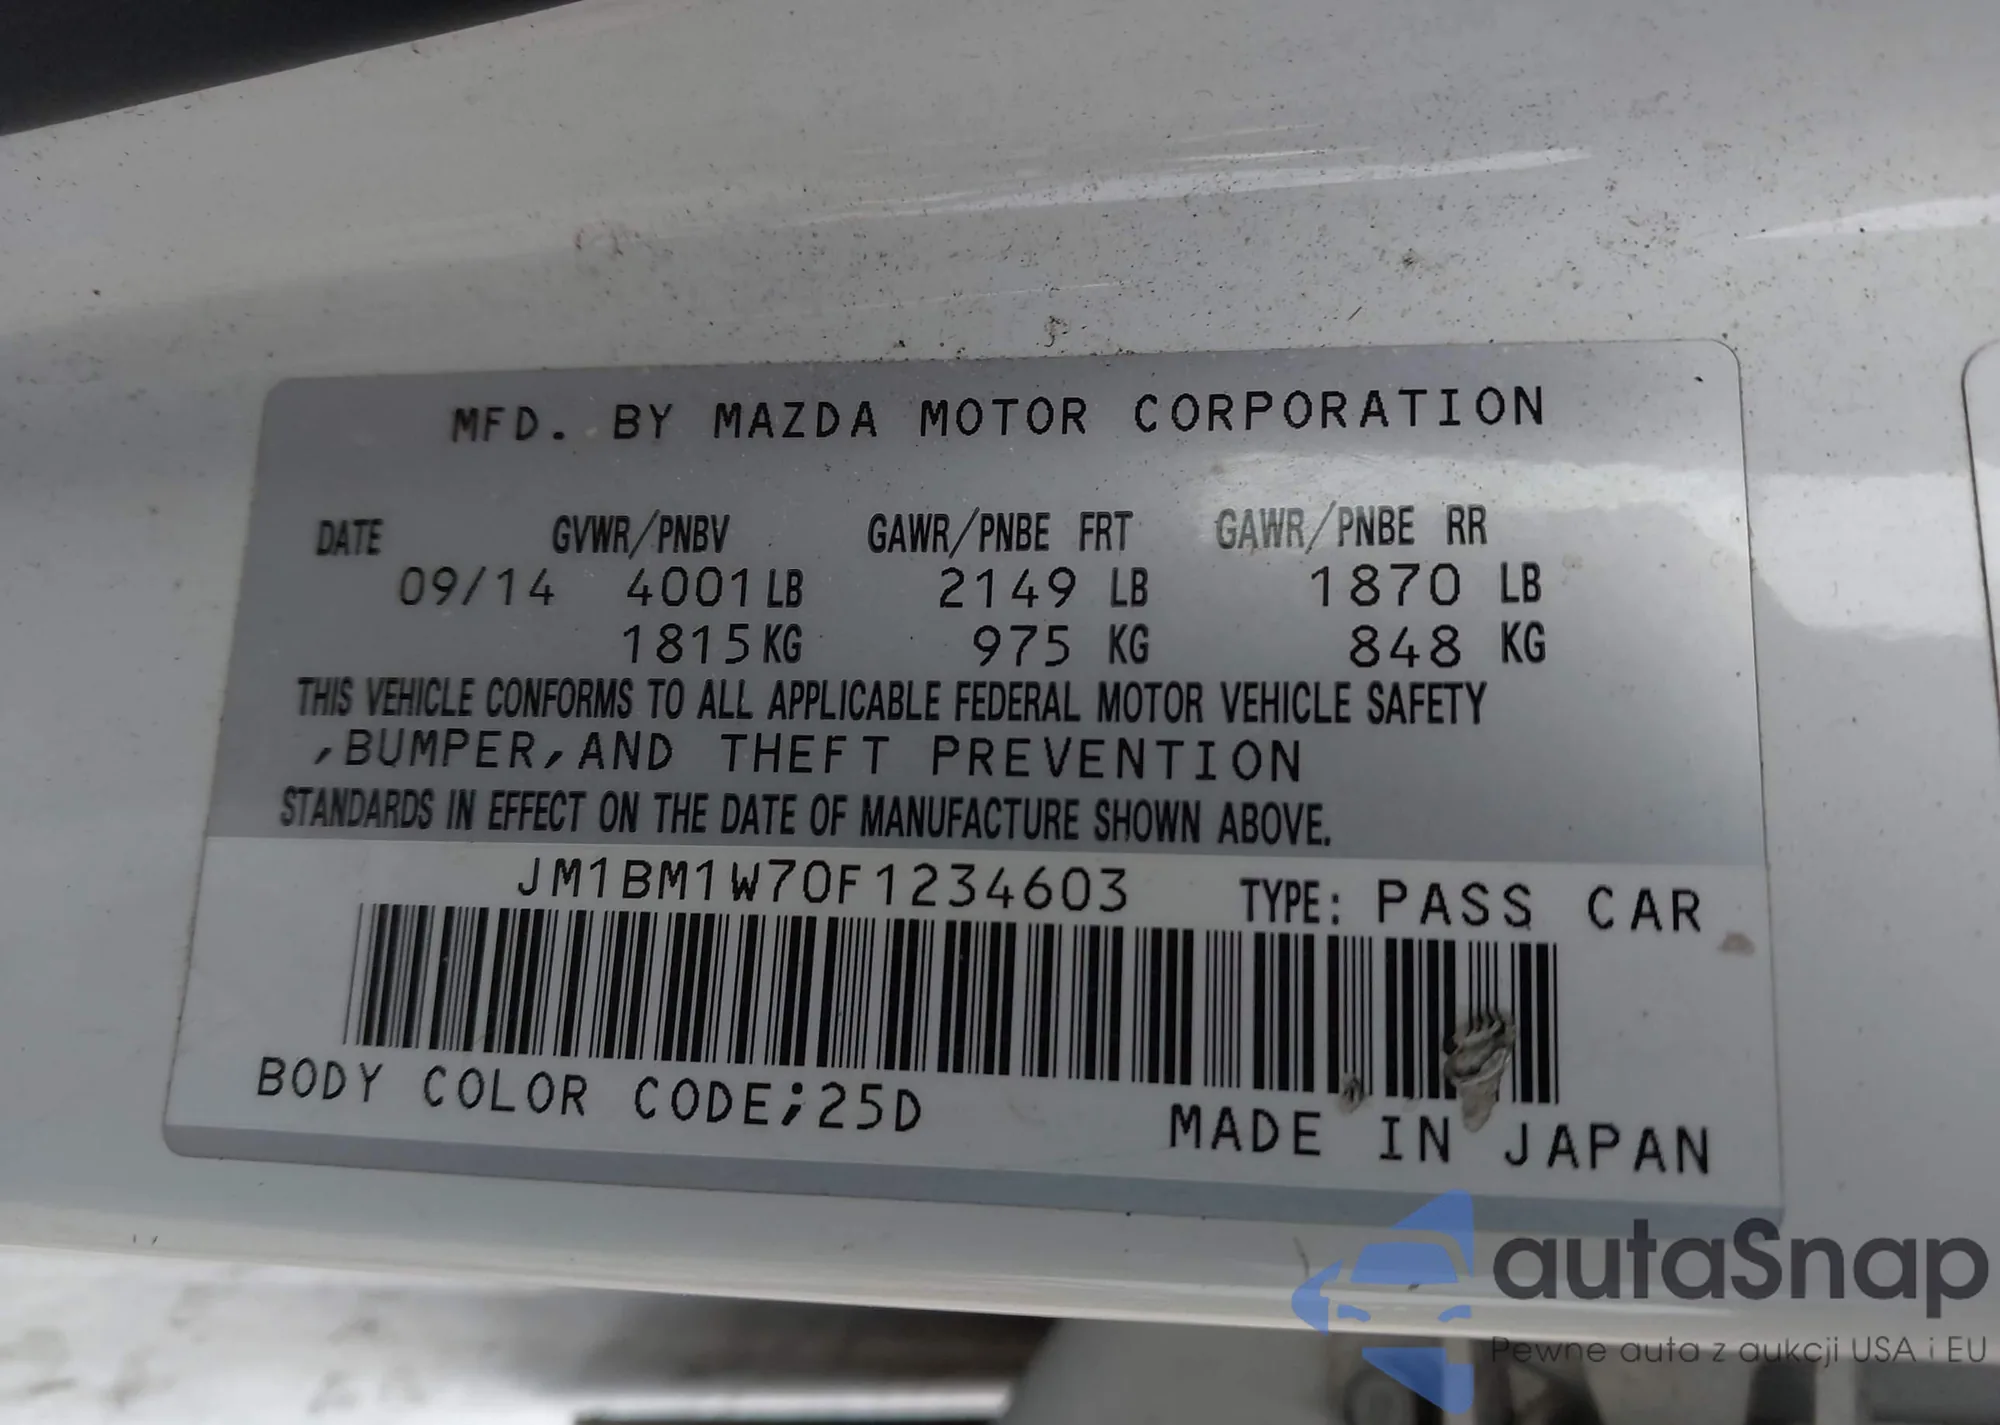 MFD. BY MAZDA MOTOR CORPORATION
DATE GVWR/PNBV GAWR/PNBE FRT GAWR/PNBE RR
09/14 4001 LB 2149 LB 1870 LB
1815 KG 975 KG 848 KG
THIS VEHICLE CONFORMS TO ALL APPLICABLE FEDERAL MOTOR VEHICLE SAFETY
,BUMPER,AND THEFT PREVENTION
STANDARDS IN EFFECT ON THE DATE OF MANUFACTURE SHOWN ABOVE.
JM1BM1W70F1234603 TYPE: PASS CAR
BODY COLOR CODE;25D
MADE IN JAPAN
autaSnap
Pewne auta z aukcji USA i EU